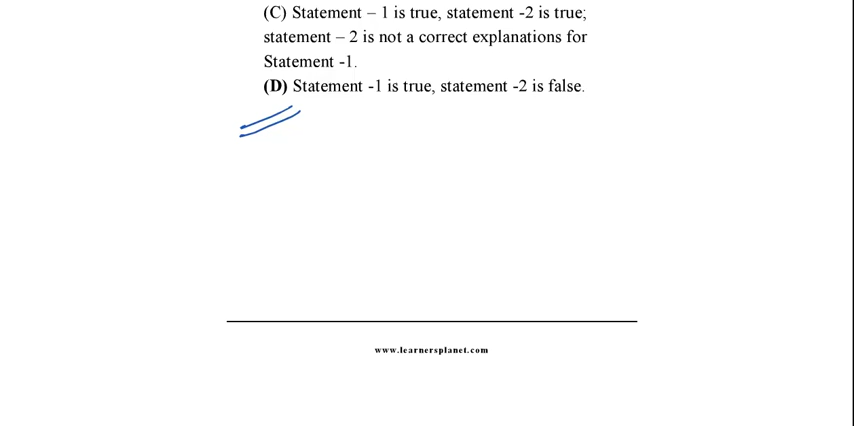 (C) Statement – 1 is true, statement -2 is true;
statement – 2 is not a correct explanations for
Statement -1.
(D) Statement -1 is true, statement -2 is false.
www.learnersplanet.com